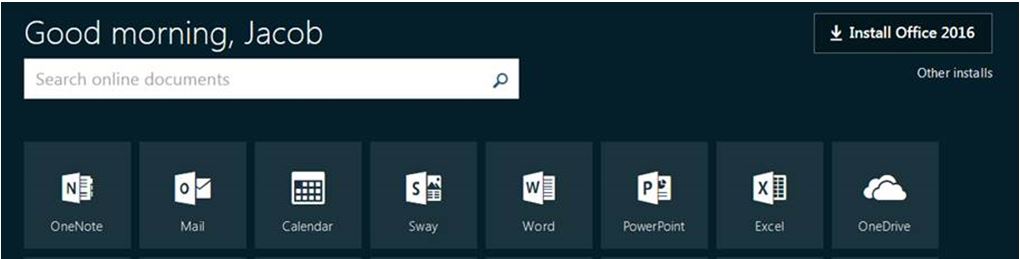 Good morning, Jacob
Install Office 2016
Search online documents
Other installs
N
O
S
W
P
X
OneNote
Mail
Calendar
Sway
Word
PowerPoint
Excel
OneDrive